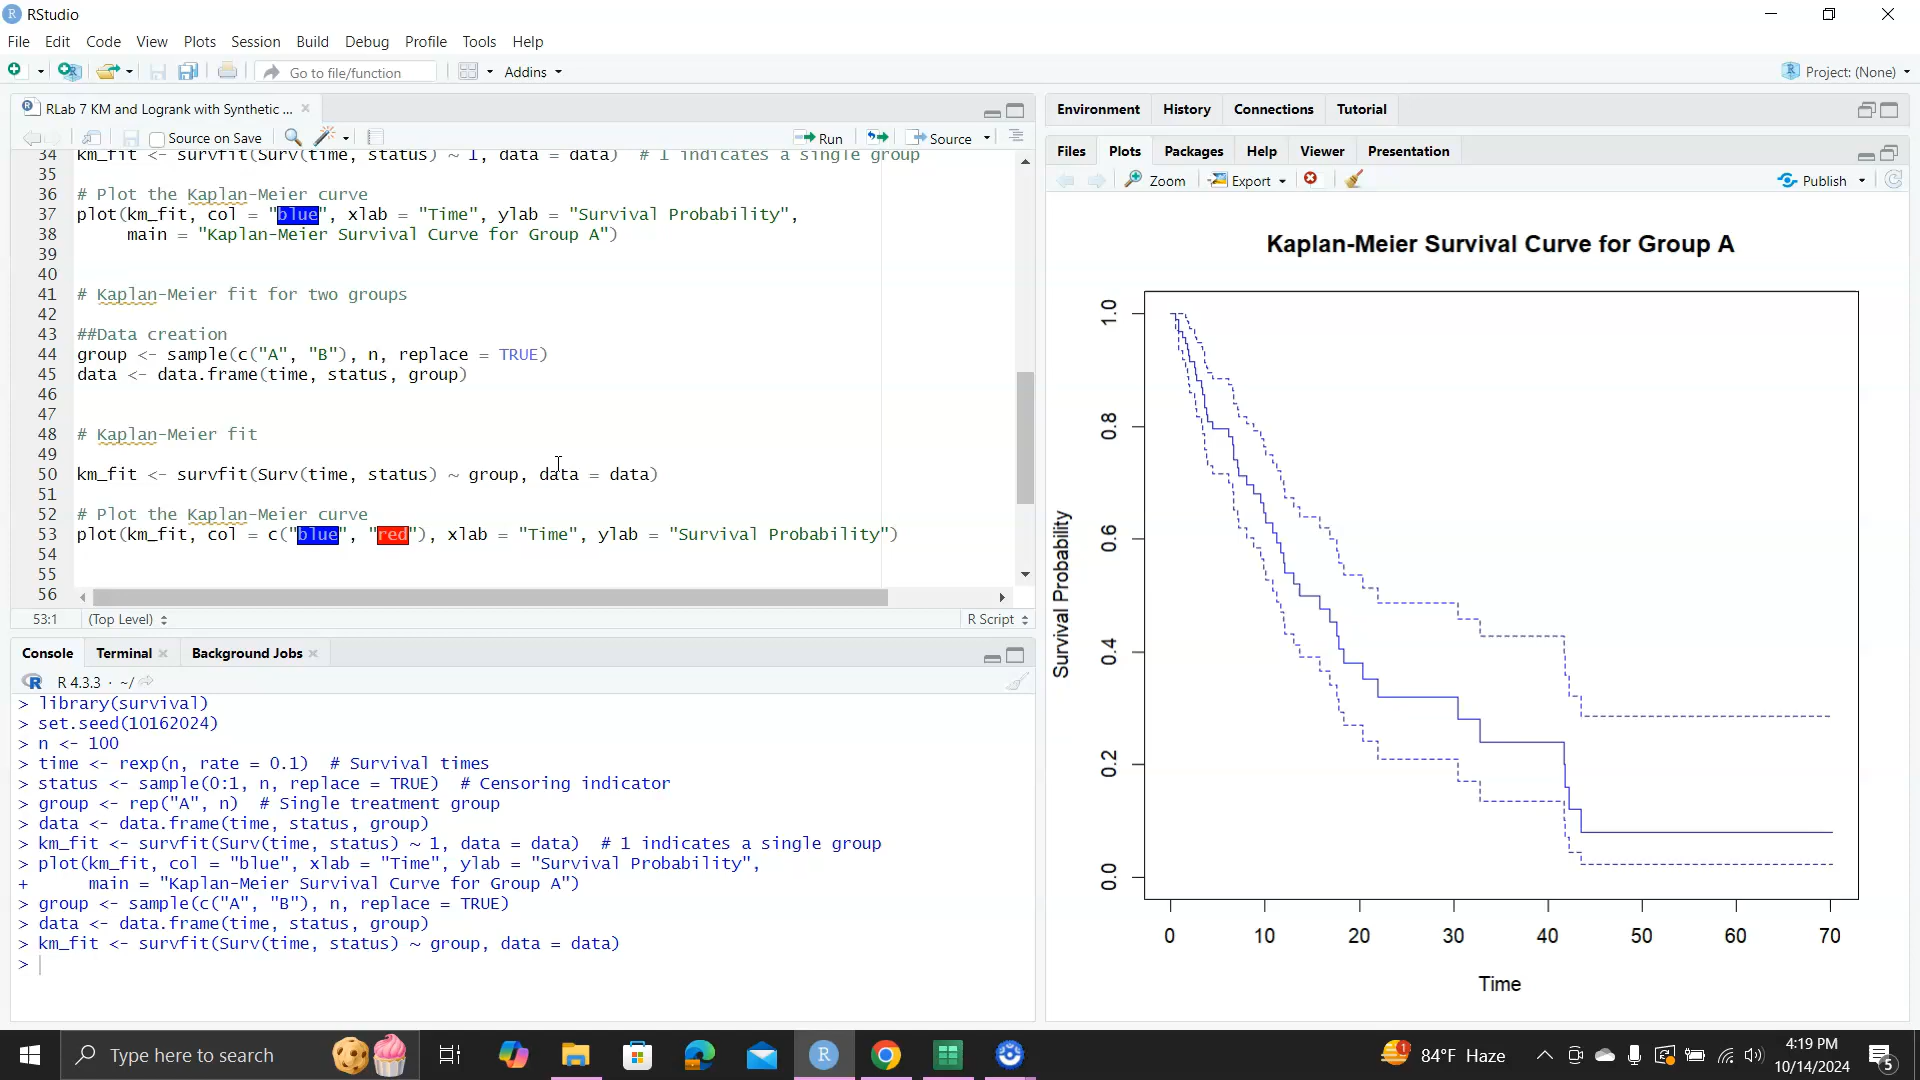 RStudio
File Edit Code View Plots Session Build Debug Profile Tools Help
Go to file/function
Addins
Project: (None)
RLab 7 KM and Logrank with Synthetic ...
Source on Save
Run
Source
34 km_fit <- survfit(Surv(time, status) ~ 1, data = data) # 1 indicates a single group
35
36 # Plot the Kaplan-Meier curve
37 plot(km_fit, col = "blue", xlab = "Time", ylab = "Survival Probability",
38 main = "Kaplan-Meier Survival Curve for Group A")
39
40
41 # Kaplan-Meier fit for two groups
42
43 ##Data creation
44 group <- sample(c("A", "B"), n, replace = TRUE)
45 data <- data.frame(time, status, group)
46
47
48 # Kaplan-Meier fit
49
50 km_fit <- survfit(Surv(time, status) ~ group, data = data)
51
52 # Plot the Kaplan-Meier curve
53 plot(km_fit, col = c("blue", "red"), xlab = "Time", ylab = "Survival Probability")
54
55
56
53:1 (Top Level) R Script
Console Terminal Background Jobs
R 4.3.3 · ~/
> library(survival)
> set.seed(10162024)
> n <- 100
> time <- rexp(n, rate = 0.1) # Survival times
> status <- sample(0:1, n, replace = TRUE) # Censoring indicator
> group <- rep("A", n) # Single treatment group
> data <- data.frame(time, status, group)
> km_fit <- survfit(Surv(time, status) ~ 1, data = data) # 1 indicates a single group
> plot(km_fit, col = "blue", xlab = "Time", ylab = "Survival Probability",
+ main = "Kaplan-Meier Survival Curve for Group A")
> group <- sample(c("A", "B"), n, replace = TRUE)
> data <- data.frame(time, status, group)
> km_fit <- survfit(Surv(time, status) ~ group, data = data)
>
Environment History Connections Tutorial
Files Plots Packages Help Viewer Presentation
Zoom Export Publish
Kaplan-Meier Survival Curve for Group A
Survival Probability
1.0
0.8
0.6
0.4
0.2
0.0
0 10 20 30 40 50 60 70
Time
Type here to search
1
84°F Haze
4:19 PM
10/14/2024
5